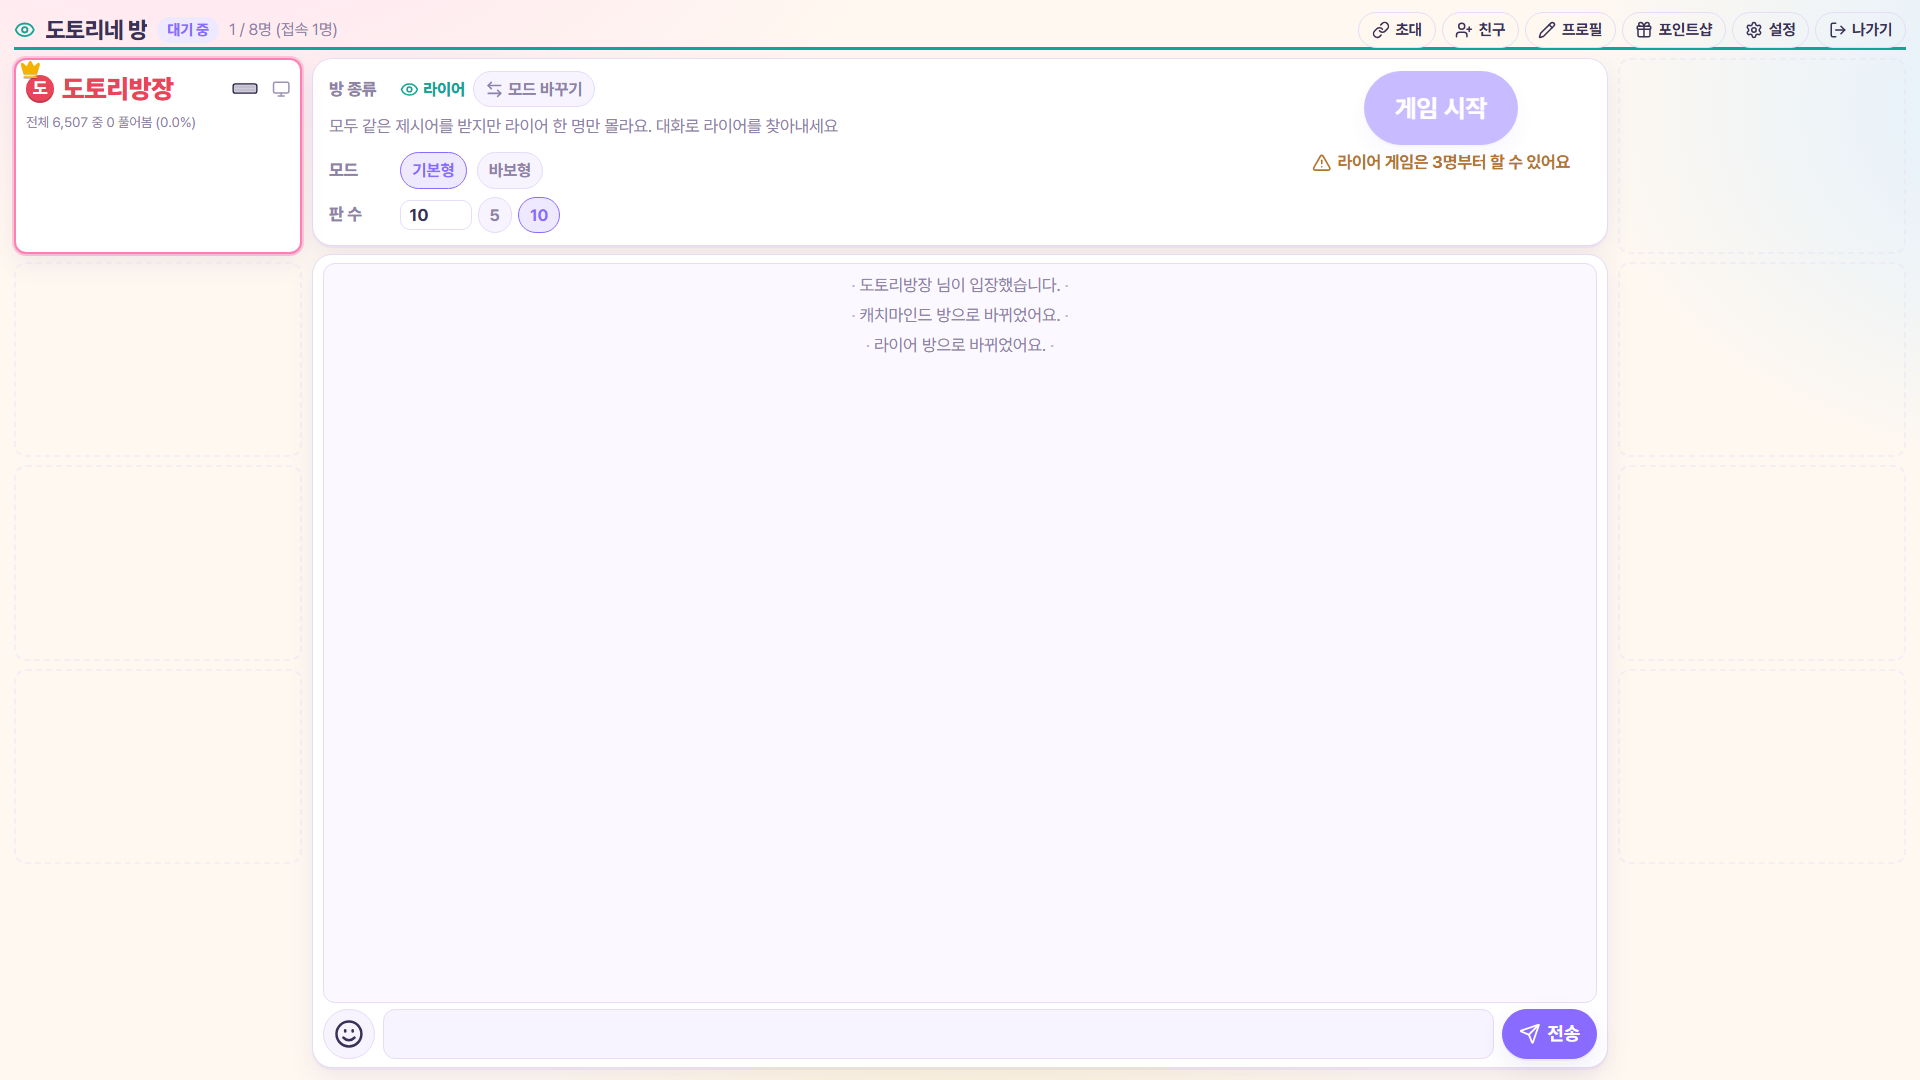 도토리네 방 대기 중 1 / 8명 (접속 1명) 초대 친구 프로필 포인트샵 설정 나가기
도 도토리방장
전체 6,507 중 0 풀어봄 (0.0%)
방 종류 라이어 모드 바꾸기
모두 같은 제시어를 받지만 라이어 한 명만 몰라요. 대화로 라이어를 찾아내세요
모드 기본형 바보형
판 수 10 5 10
게임 시작
라이어 게임은 3명부터 할 수 있어요
· 도토리방장 님이 입장했습니다. ·
· 캐치마인드 방으로 바뀌었어요. ·
· 라이어 방으로 바뀌었어요. ·
전송